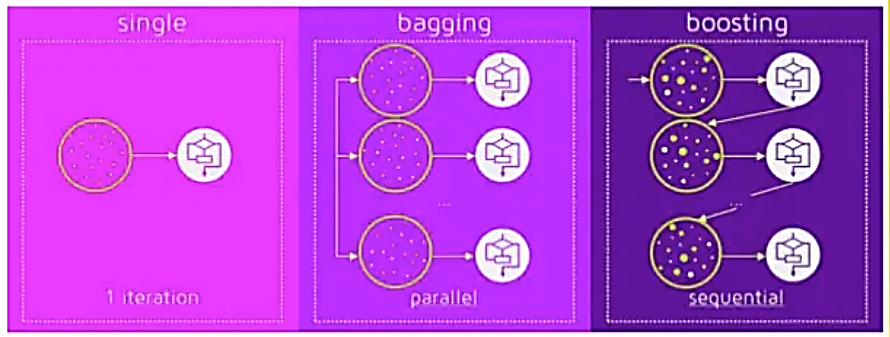 single
bagging
boosting
...
...
1 iteration
parallel
sequential